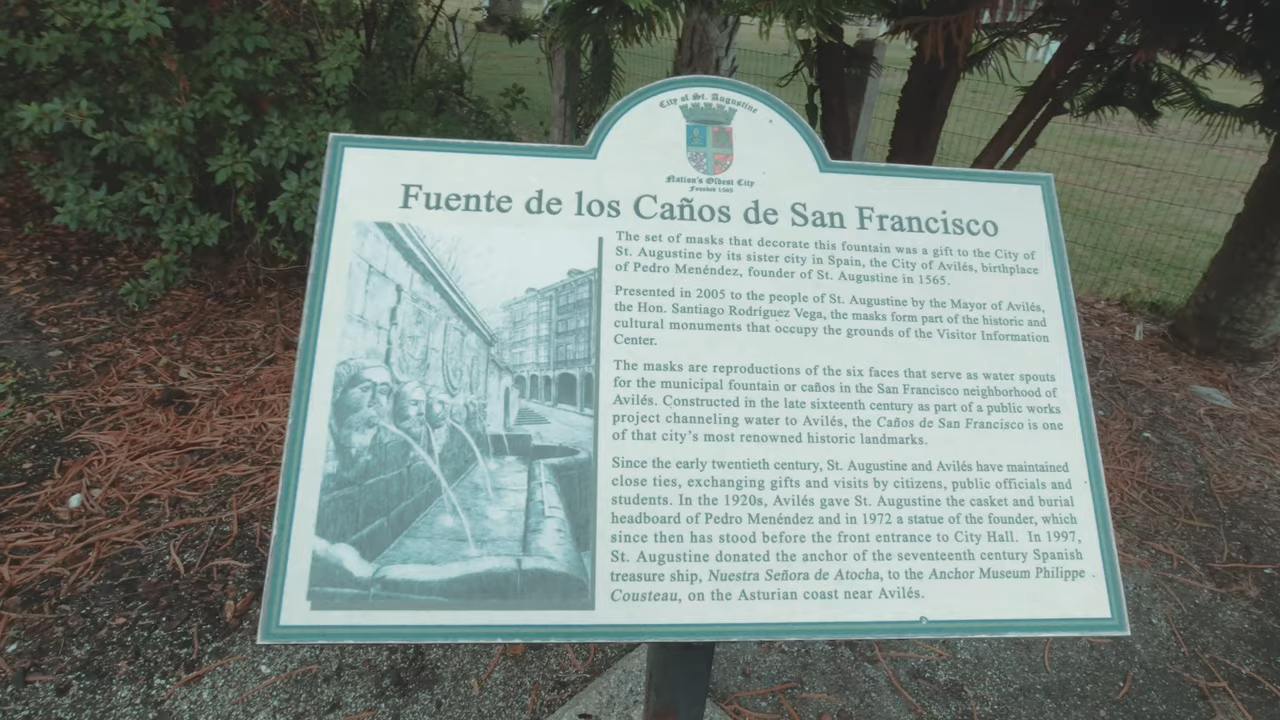 City of St. Augustine
Nation's Oldest City
Founded 1565
Fuente de los Caños de San Francisco
The set of masks that decorate this fountain was a gift to the City of
St. Augustine by its sister city in Spain, the City of Avilés, birthplace
of Pedro Menéndez, founder of St. Augustine in 1565.
Presented in 2005 to the people of St. Augustine by the Mayor of Avilés,
the Hon. Santiago Rodríguez Vega, the masks form part of the historic and
cultural monuments that occupy the grounds of the Visitor Information
Center.
The masks are reproductions of the six faces that serve as water spouts
for the municipal fountain or caños in the San Francisco neighborhood of
Avilés. Constructed in the late sixteenth century as part of a public works
project channeling water to Avilés, the Caños de San Francisco is one
of that city's most renowned historic landmarks.
Since the early twentieth century, St. Augustine and Avilés have maintained
close ties, exchanging gifts and visits by citizens, public officials and
students. In the 1920s, Avilés gave St. Augustine the casket and burial
headboard of Pedro Menéndez and in 1972 a statue of the founder, which
since then has stood before the front entrance to City Hall. In 1997,
St. Augustine donated the anchor of the seventeenth century Spanish
treasure ship, Nuestra Señora de Atocha, to the Anchor Museum Philippe
Cousteau, on the Asturian coast near Avilés.